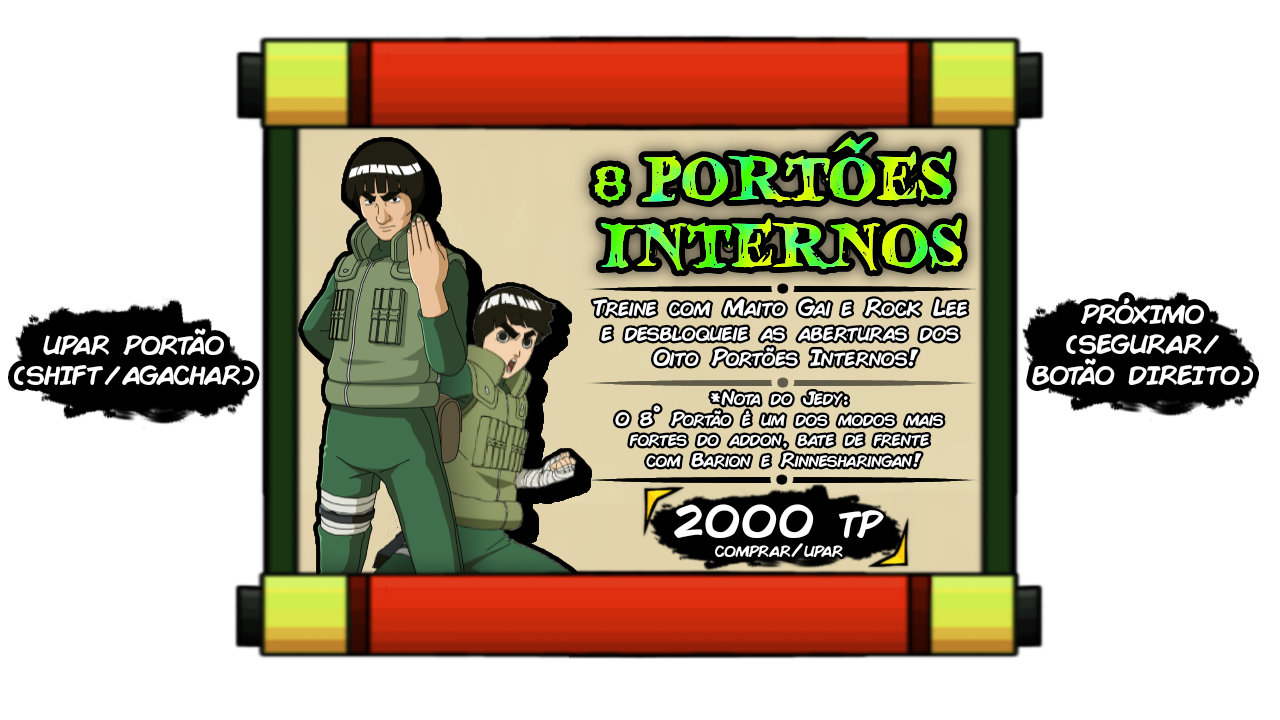 8 PORTÕES
INTERNOS
TREINE COM MAITO GAI E ROCK LEE
E DESBLOQUEIE AS ABERTURAS DOS
OITO PORTÕES INTERNOS!
*NOTA DO JEDY:
O 8° PORTÃO É UM DOS MODOS MAIS
FORTES DO ADDON, BATE DE FRENTE
COM BARION E RINNESHARINGAN!
2000 TP
COMPRAR/UPAR
UPAR PORTÃO
(SHIFT/AGACHAR)
PRÓXIMO
(SEGURAR/
BOTÃO DIREITO)